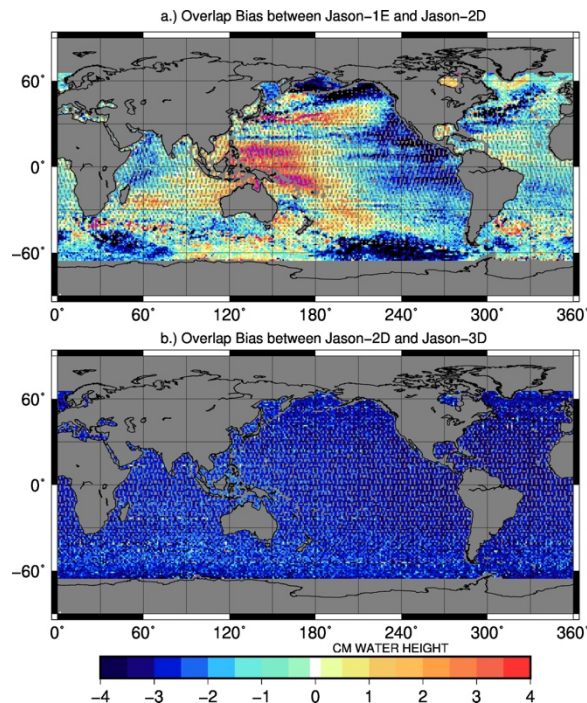 a.) Overlap Bias between Jason−1E and Jason−2D
60˚
0˚
−60˚
0˚ 60˚ 120˚ 180˚ 240˚ 300˚ 360˚
b.) Overlap Bias between Jason−2D and Jason−3D
60˚
0˚
−60˚
0˚ 60˚ 120˚ 180˚ 240˚ 300˚ 360˚
CM WATER HEIGHT
−4 −3 −2 −1 0 1 2 3 4